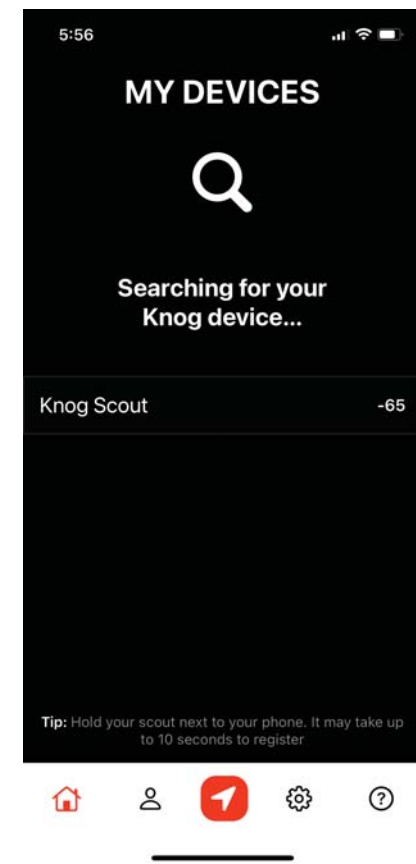 5:56
MY DEVICES
Searching for your
Knog device...
Knog Scout -65
Tip: Hold your scout next to your phone. It may take up
to 10 seconds to register